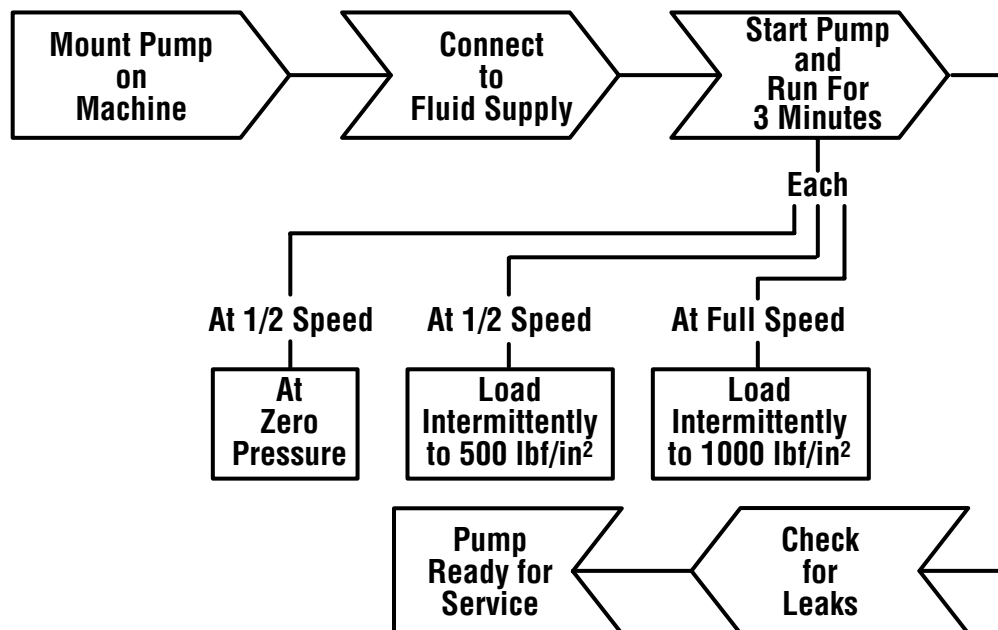 Mount Pump
on
Machine
Connect
to
Fluid Supply
Start Pump
and
Run For
3 Minutes
Each
At 1/2 Speed
At 1/2 Speed
At Full Speed
At
Zero
Pressure
Load
Intermittently
to 500 lbf/in²
Load
Intermittently
to 1000 lbf/in²
Check
for
Leaks
Pump
Ready for
Service